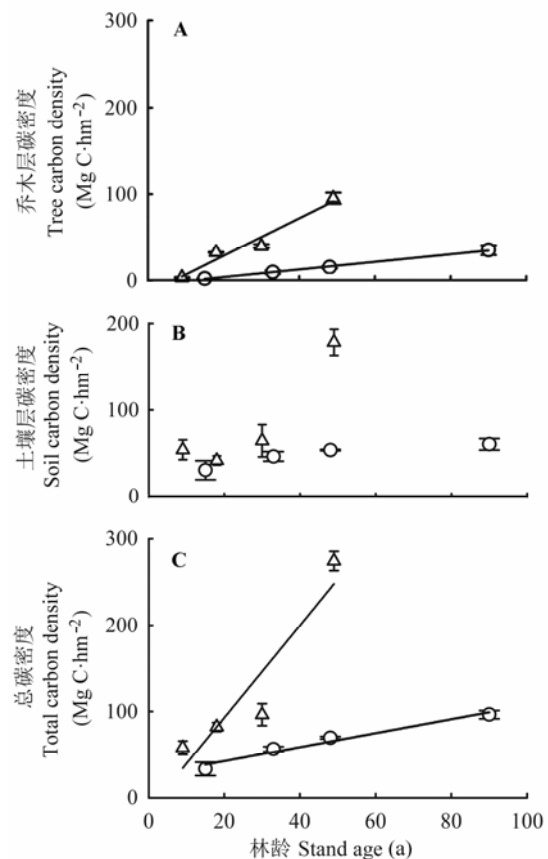 A
300
200
100
0
乔木层碳密度
Tree carbon density
(Mg C·hm⁻²)
B
200
100
0
土壤层碳密度
Soil carbon density
(Mg C·hm⁻²)
C
300
200
100
0
总碳密度
Total carbon density
(Mg C·hm⁻²)
0 20 40 60 80 100
林龄 Stand age (a)